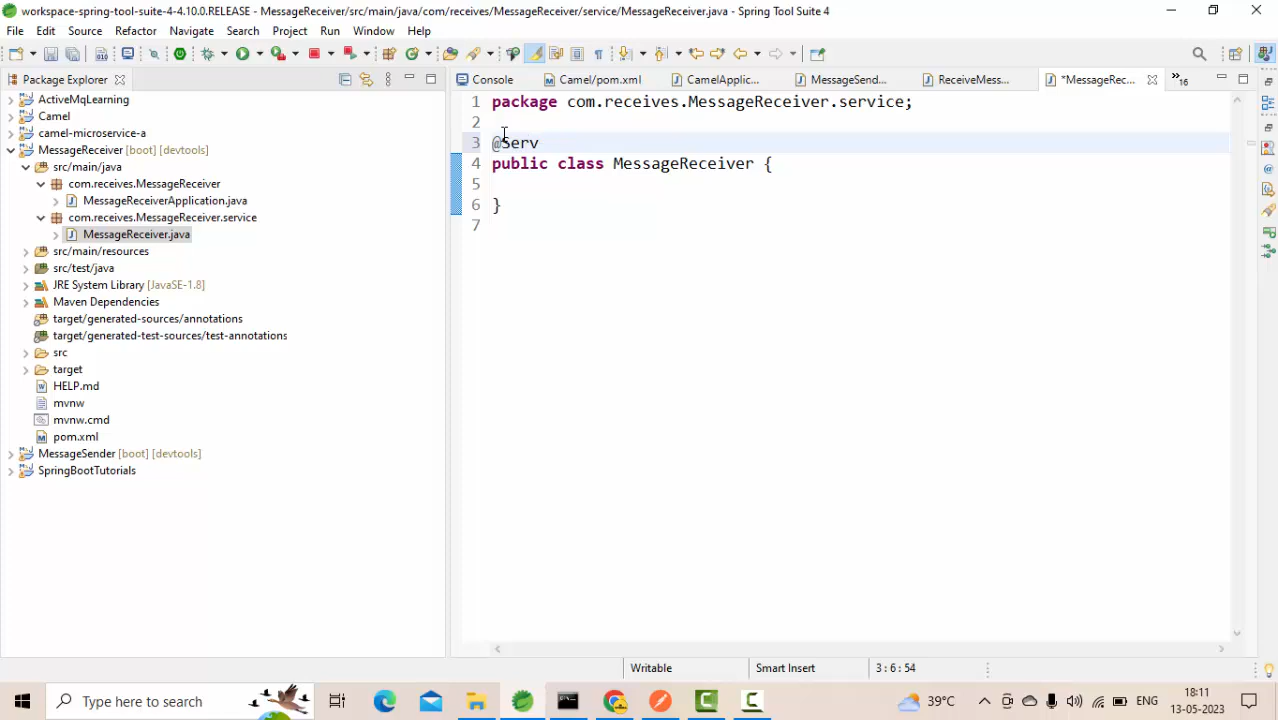 workspace-spring-tool-suite-4-4.10.0.RELEASE - MessageReceiver/src/main/java/com/receives/MessageReceiver/service/MessageReceiver.java - Spring Tool Suite 4
File Edit Source Refactor Navigate Search Project Run Window Help
Package Explorer
Console
Camel/pom.xml
CamelApplic...
MessageSend...
ReceiveMess...
*MessageRec...
16
ActiveMqLearning
Camel
camel-microservice-a
MessageReceiver [boot] [devtools]
src/main/java
com.receives.MessageReceiver
MessageReceiverApplication.java
com.receives.MessageReceiver.service
MessageReceiver.java
src/main/resources
src/test/java
JRE System Library [JavaSE-1.8]
Maven Dependencies
target/generated-sources/annotations
target/generated-test-sources/test-annotations
src
target
HELP.md
mvnw
mvnw.cmd
pom.xml
MessageSender [boot] [devtools]
SpringBootTutorials
1 package com.receives.MessageReceiver.service;
2
3 @Serv
4 public class MessageReceiver {
5
6 }
7
Writable
Smart Insert
3 : 6 : 54
Type here to search
39°C
ENG
18:11
13-05-2023